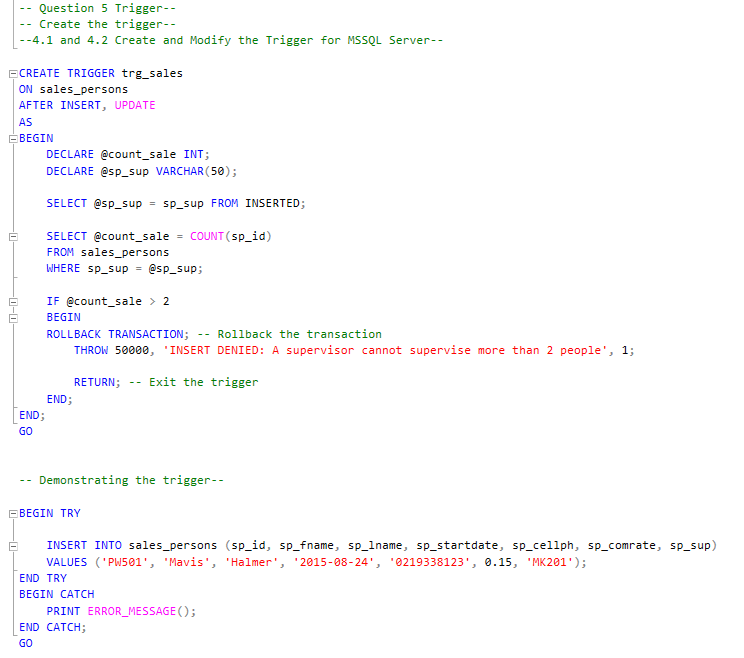 -- Question 5 Trigger--
-- Create the trigger--
--4.1 and 4.2 Create and Modify the Trigger for MSSQL Server--
CREATE TRIGGER trg_sales
ON sales_persons
AFTER INSERT, UPDATE
AS
BEGIN
DECLARE @count_sale INT;
DECLARE @sp_sup VARCHAR(50);
SELECT @sp_sup = sp_sup FROM INSERTED;
SELECT @count_sale = COUNT(sp_id)
FROM sales_persons
WHERE sp_sup = @sp_sup;
IF @count_sale > 2
BEGIN
ROLLBACK TRANSACTION; -- Rollback the transaction
THROW 50000, 'INSERT DENIED: A supervisor cannot supervise more than 2 people', 1;
RETURN; -- Exit the trigger
END;
END;
GO
-- Demonstrating the trigger--
BEGIN TRY
INSERT INTO sales_persons (sp_id, sp_fname, sp_lname, sp_startdate, sp_cellph, sp_comrate, sp_sup)
VALUES ('PW501', 'Mavis', 'Halmer', '2015-08-24', '0219338123', 0.15, 'MK201');
END TRY
BEGIN CATCH
PRINT ERROR_MESSAGE();
END CATCH;
GO